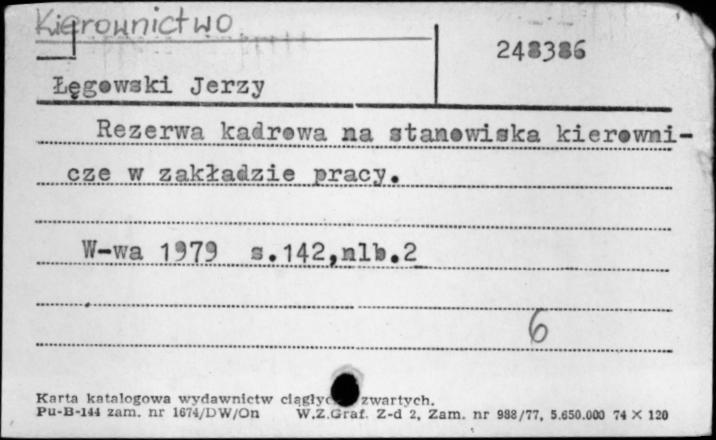 Kierownictwo
248386
Łęgowski Jerzy
Rezerwa kadrowa na stanowiska kierowni-
cze w zakładzie pracy.
W-wa 1979 s.142,nlb.2
6
Karta katalogowa wydawnictw zwartych.
Pu-B-144 zam. nr 1674/DW/On W.Z.Graf. Z-d 2, Zam. nr 988/77, 5.650.000 74 X 120